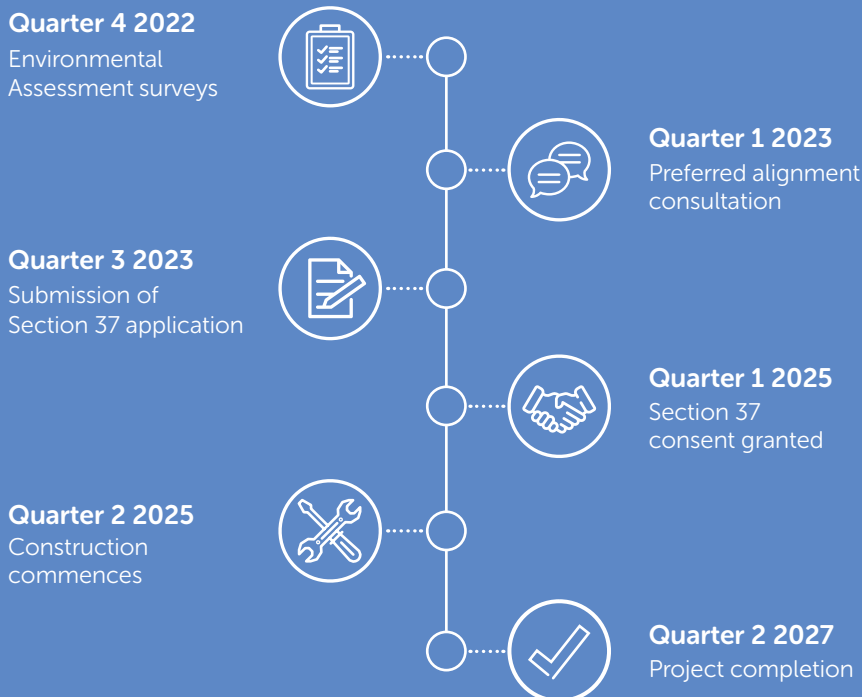 Quarter 4 2022
Environmental
Assessment surveys
Quarter 1 2023
Preferred alignment
consultation
Quarter 3 2023
Submission of
Section 37 application
Quarter 1 2025
Section 37
consent granted
Quarter 2 2025
Construction
commences
Quarter 2 2027
Project completion